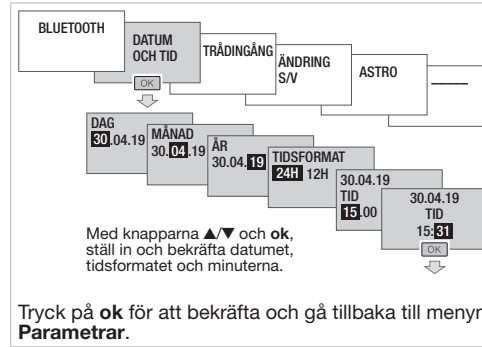 BLUETOOTH
DATUM
OCH TID
TRÅDINGÅNG
ÄNDRING
S/V
ASTRO
OK
DAG
30.04.19
MÅNAD
30.04.19
ÅR
30.04.19
TIDSFORMAT
24H 12H
30.04.19
TID
15.00
30.04.19
TID
15:31
OK
Med knapparna ▲/▼ och ok,
ställ in och bekräfta datumet,
tidsformatet och minuterna.
Tryck på ok för att bekräfta och gå tillbaka till menyn
Parametrar.